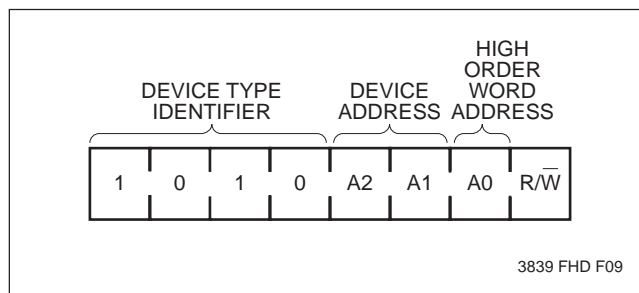 HIGH
ORDER
WORD
ADDRESS
DEVICE TYPE
IDENTIFIER
DEVICE
ADDRESS
1 0 1 0 A2 A1 A0 R/W̅
3839 FHD F09